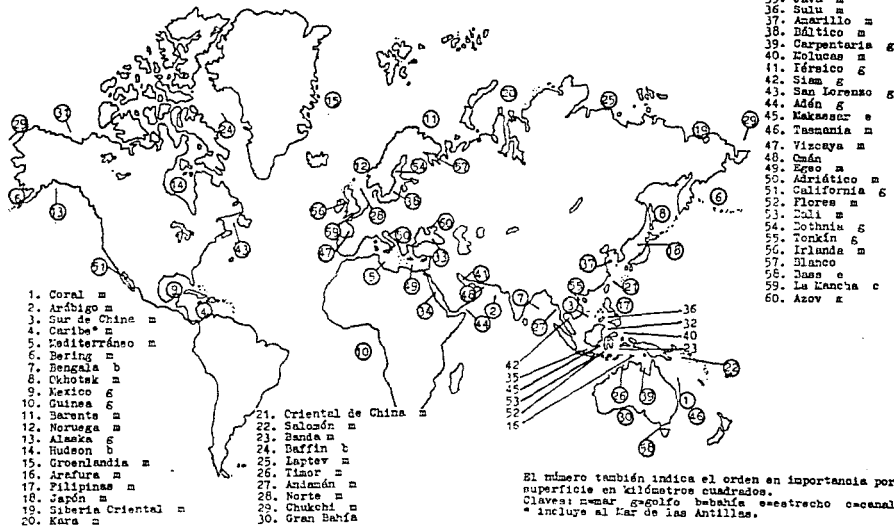 36. Sulu m
37. Amarillo m
38. Báltico m
39. Carpentaria g
40. Molucas m
41. Pérsico g
42. Siam g
43. San Lorenzo g
44. Adén g
45. Makassar e
46. Tasmania m
47. Vizcaya m
48. Omán
49. Egeo m
50. Adriático m
51. California g
52. Flores m
53. Bali m
54. Bothnia g
55. Tonkín g
56. Irlanda m
57. Blanco
58. Bass e
59. La Mancha c
60. Azov m
1. Coral m
2. Arábigo m
3. Sur de China m
4. Caribe* m
5. Mediterráneo m
6. Bering m
7. Bengala b
8. Okhotsk m
9. Mexico g
10. Guinea g
11. Barents m
12. Noruega m
13. Alaska g
14. Hudson b
15. Groenlandia m
16. Arafura m
17. Filipinas m
18. Japón m
19. Siberia Oriental m
20. Kara m
21. Oriental de China m
22. Salomón m
23. Banda m
24. Baffin b
25. Laptev m
26. Timor m
27. Andamán m
28. Norte m
29. Chukchi m
30. Gran Bahía
El número también indica el orden en importancia por
superficie en kilómetros cuadrados.
Claves: m=mar g=golfo b=bahía e=estrecho c=canal
* incluye al Mar de las Antillas.